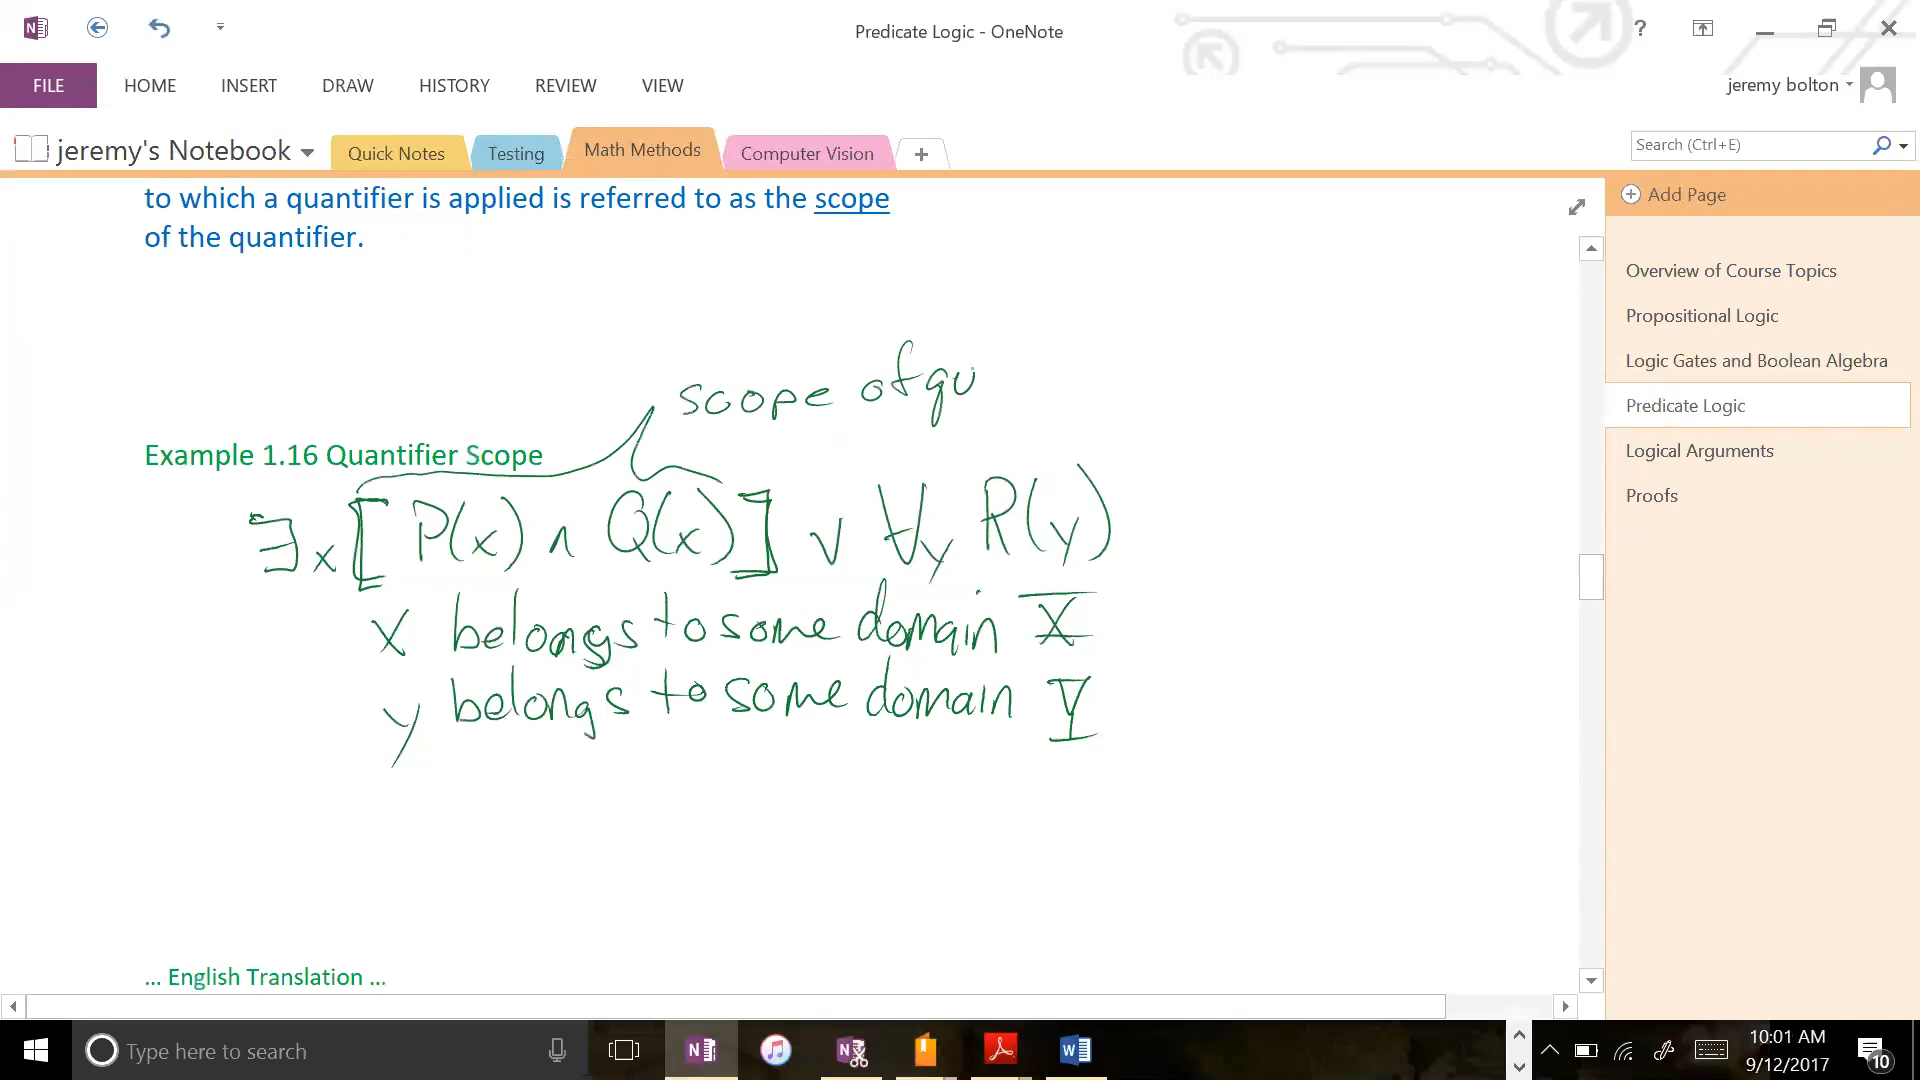 Predicate Logic - OneNote
?
FILE HOME INSERT DRAW HISTORY REVIEW VIEW
jeremy bolton
jeremy's Notebook Quick Notes Testing Math Methods Computer Vision +
Search (Ctrl+E)
Add Page
to which a quantifier is applied is referred to as the scope
of the quantifier.
Overview of Course Topics
Propositional Logic
Logic Gates and Boolean Algebra
Predicate Logic
Logical Arguments
Proofs
scope of qu
Example 1.16 Quantifier Scope
∃x [P(x) ∧ Q(x)] ∨ ∀y R(y)
x belongs to some domain X
y belongs to some domain Y
... English Translation ...
Type here to search
10:01 AM
9/12/2017
10